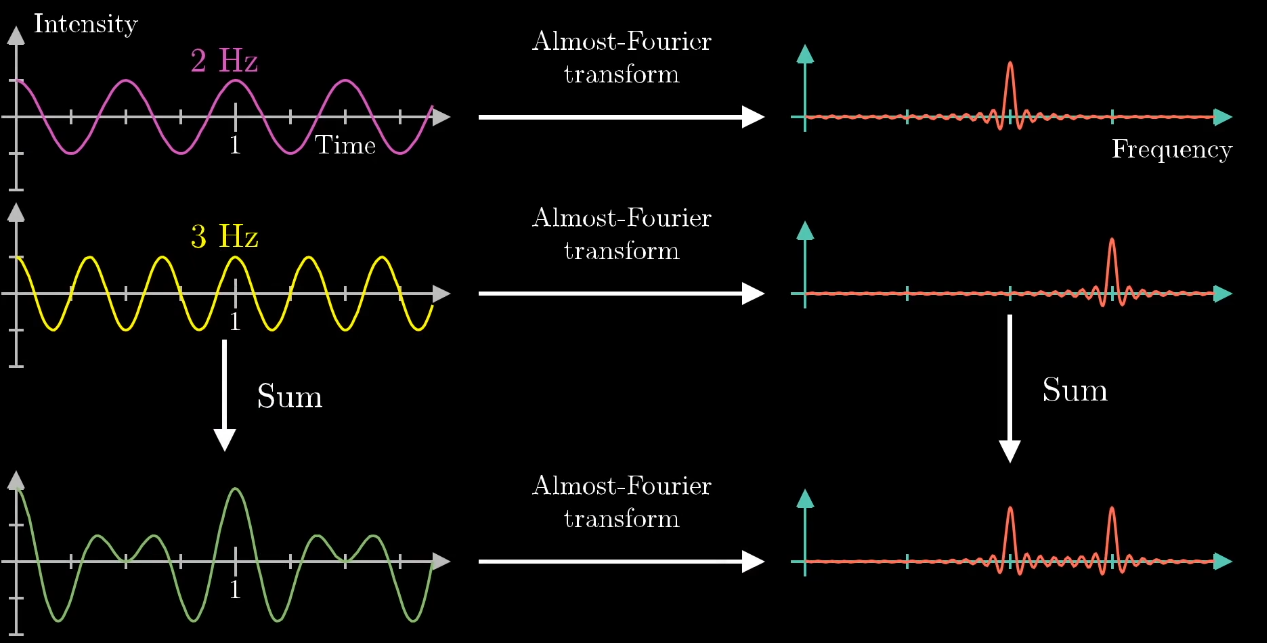 Intensity
2 Hz
1
Time
Almost-Fourier
transform
Frequency
3 Hz
1
Almost-Fourier
transform
Sum
Sum
1
Almost-Fourier
transform